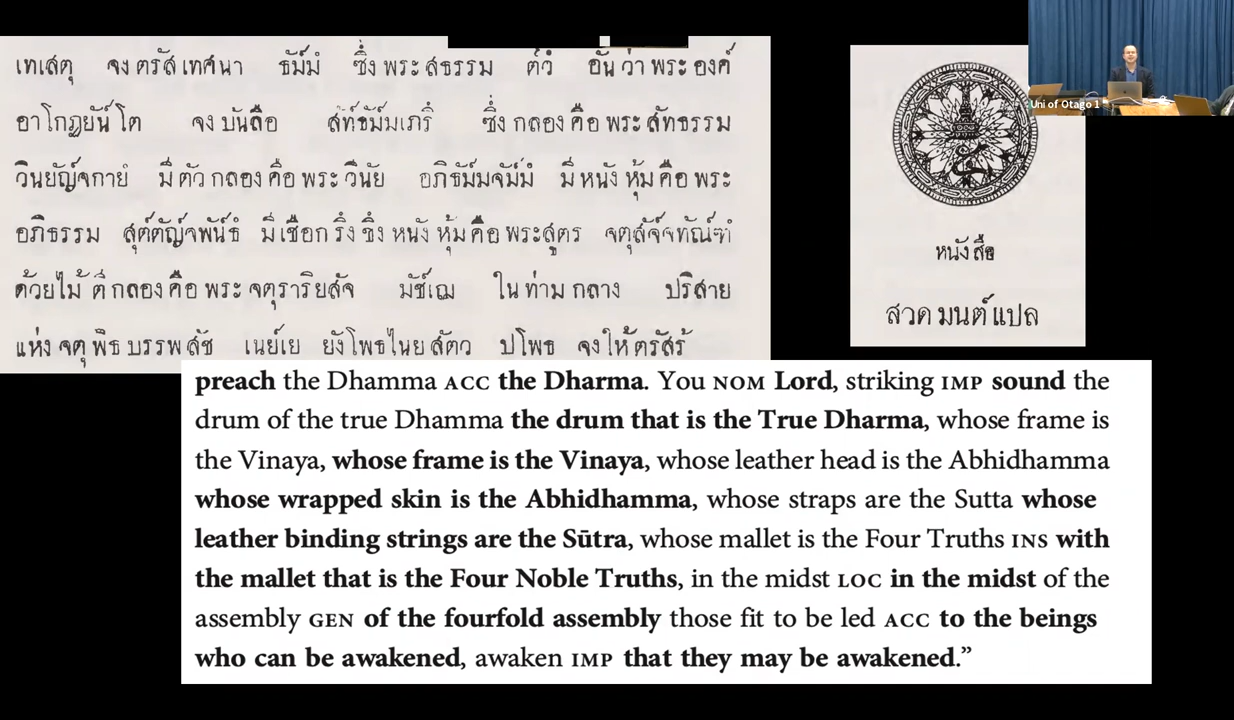 เทเสตุ จง ตรัส เทศนา ธัมมํ ซึ่ง พระ สธรรม ตวํ อันว่า พระ องค์
อาโกฏยันโต จง บันลือ สัทธัมมเภรึ ซึ่ง กลอง คือ พระ สัทธรรม
วินยัญจกายํ มี ตัว กลอง คือ พระ วินัย อภิธัมมจัมมํ มี หนัง หุ้ม คือ พระ
อภิธรรม สุตตัญจพันธํ มี เชือก ริ้ง ซิ้ง หนัง หุ้ม คือ พระสูตร
ด้วยไม้ ตี กลอง คือ พระ จตุราริยสัจ มัชเฌ ใน ท่าม กลาง ปริสาย
แห่ง จตุ พิธ บรรพสัช เนยเย ยังโพธไนยสัตว ปโพธ จง ให้ ตรัสรู้
preach the Dhamma ACC the Dharma. You NOM Lord, striking IMP sound the
drum of the true Dhamma the drum that is the True Dharma, whose frame is
the Vinaya, whose frame is the Vinaya, whose leather head is the Abhidhamma
whose wrapped skin is the Abhidhamma, whose straps are the Sutta whose
leather binding strings are the Sūtra, whose mallet is the Four Truths INS with
the mallet that is the Four Noble Truths, in the midst LOC in the midst of the
assembly GEN of the fourfold assembly those fit to be led ACC to the beings
who can be awakened, awaken IMP that they may be awakened.”
หนังสือ
สวด มนต์แปล
Uni of Otago 1